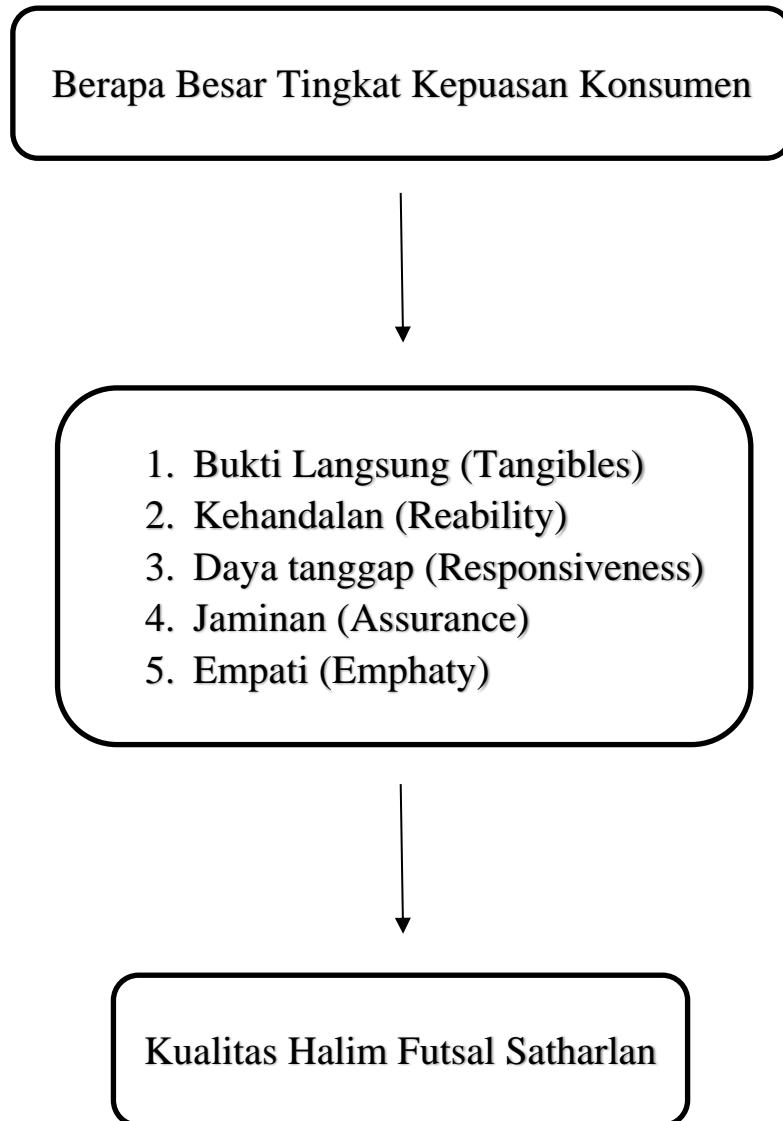 Berapa Besar Tingkat Kepuasan Konsumen
1. Bukti Langsung (Tangibles)
2. Kehandalan (Reability)
3. Daya tanggap (Responsiveness)
4. Jaminan (Assurance)
5. Empati (Emphaty)
Kualitas Halim Futsal Satharlan